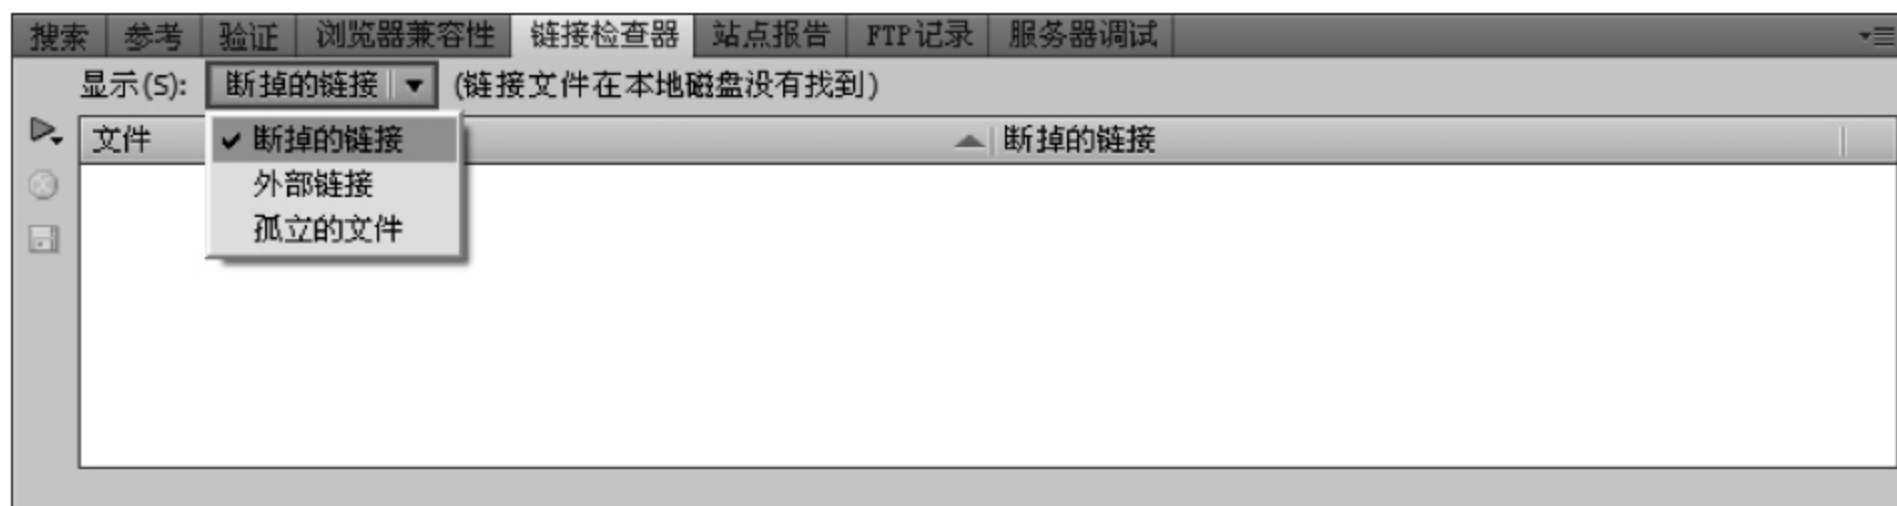 搜索 参考 验证 浏览器兼容性 链接检查器 站点报告 FTP记录 服务器调试
显示(S): 断掉的链接 (链接文件在本地磁盘没有找到)
文件 断掉的链接 断掉的链接
外部链接
孤立的文件